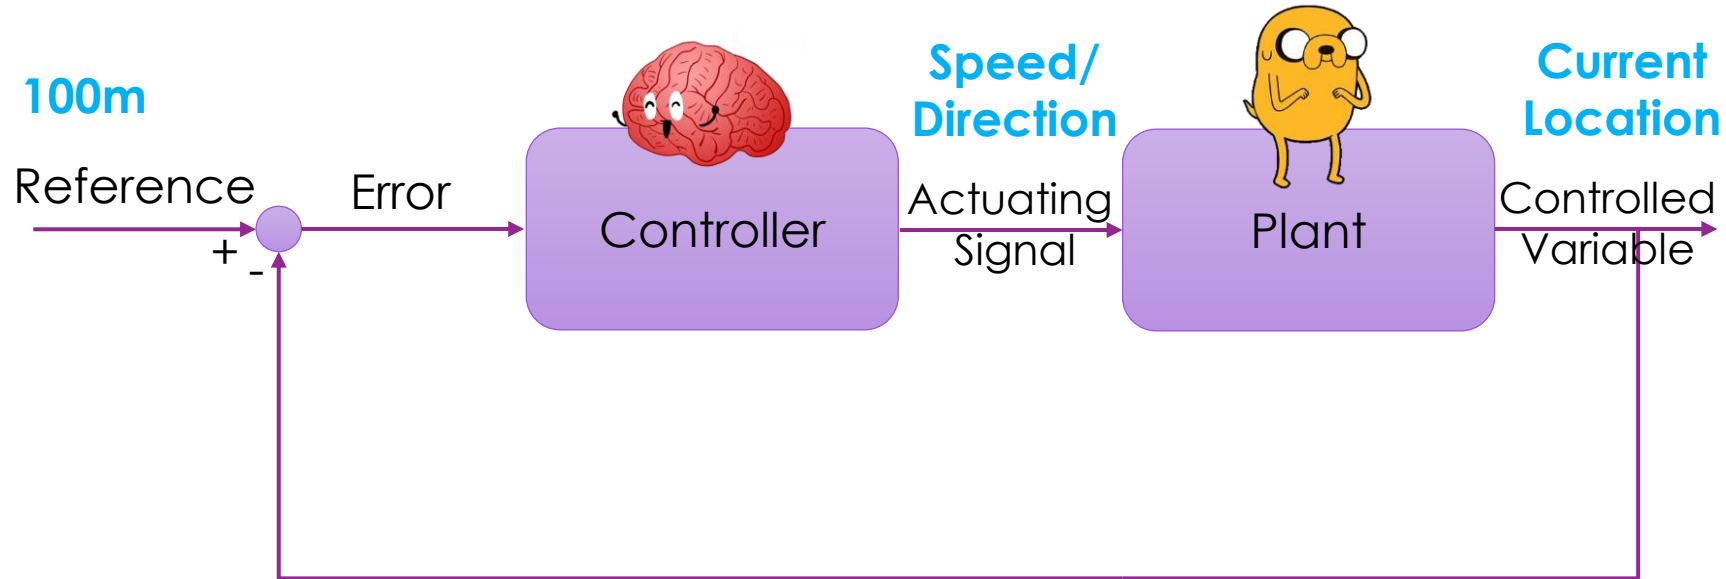 100m
Reference
+
-
Error
Controller
Speed/
Direction
Actuating
Signal
Plant
Current
Location
Controlled
Variable